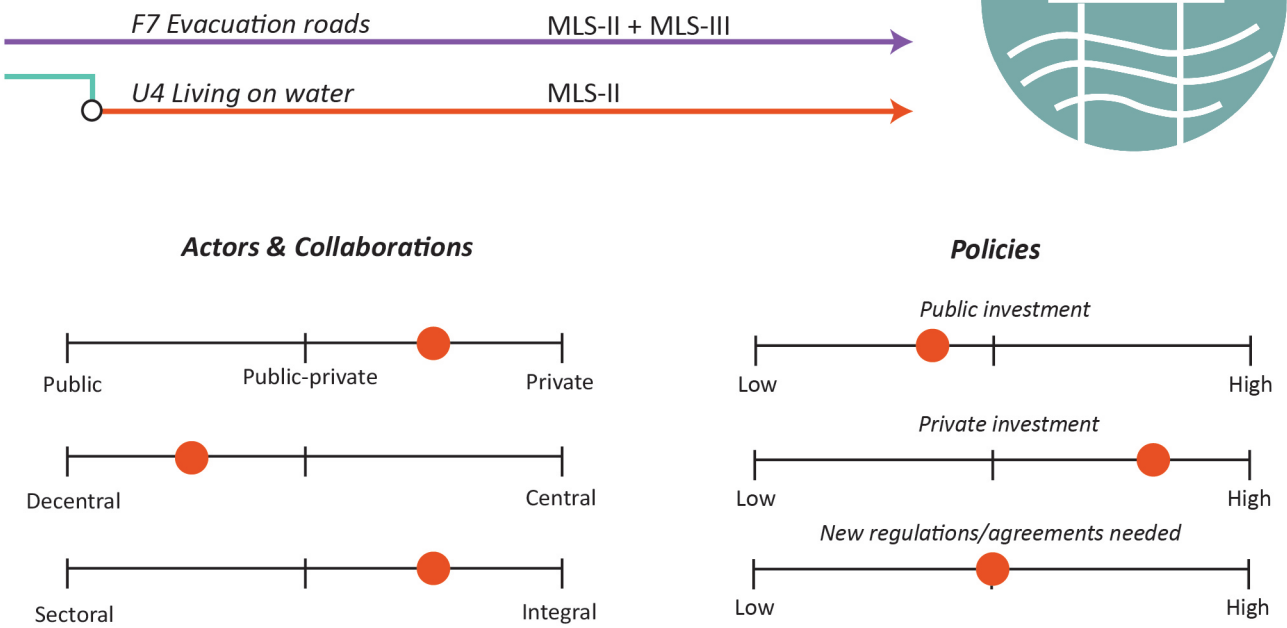 F7 Evacuation roads MLS-II + MLS-III
U4 Living on water MLS-II
Actors & Collaborations
Public Public-private Private
Decentral Central
Sectoral Integral
Policies
Public investment
Low High
Private investment
Low High
New regulations/agreements needed
Low High